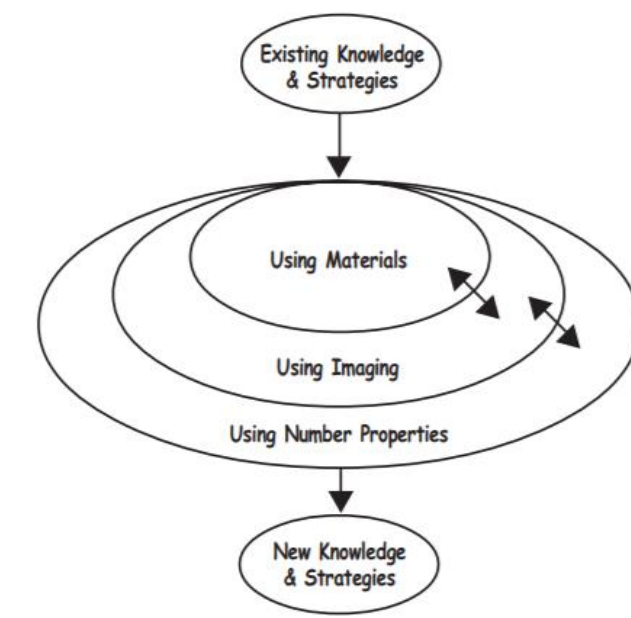 Existing Knowledge
& Strategies
Using Materials
Using Imaging
Using Number Properties
New Knowledge
& Strategies